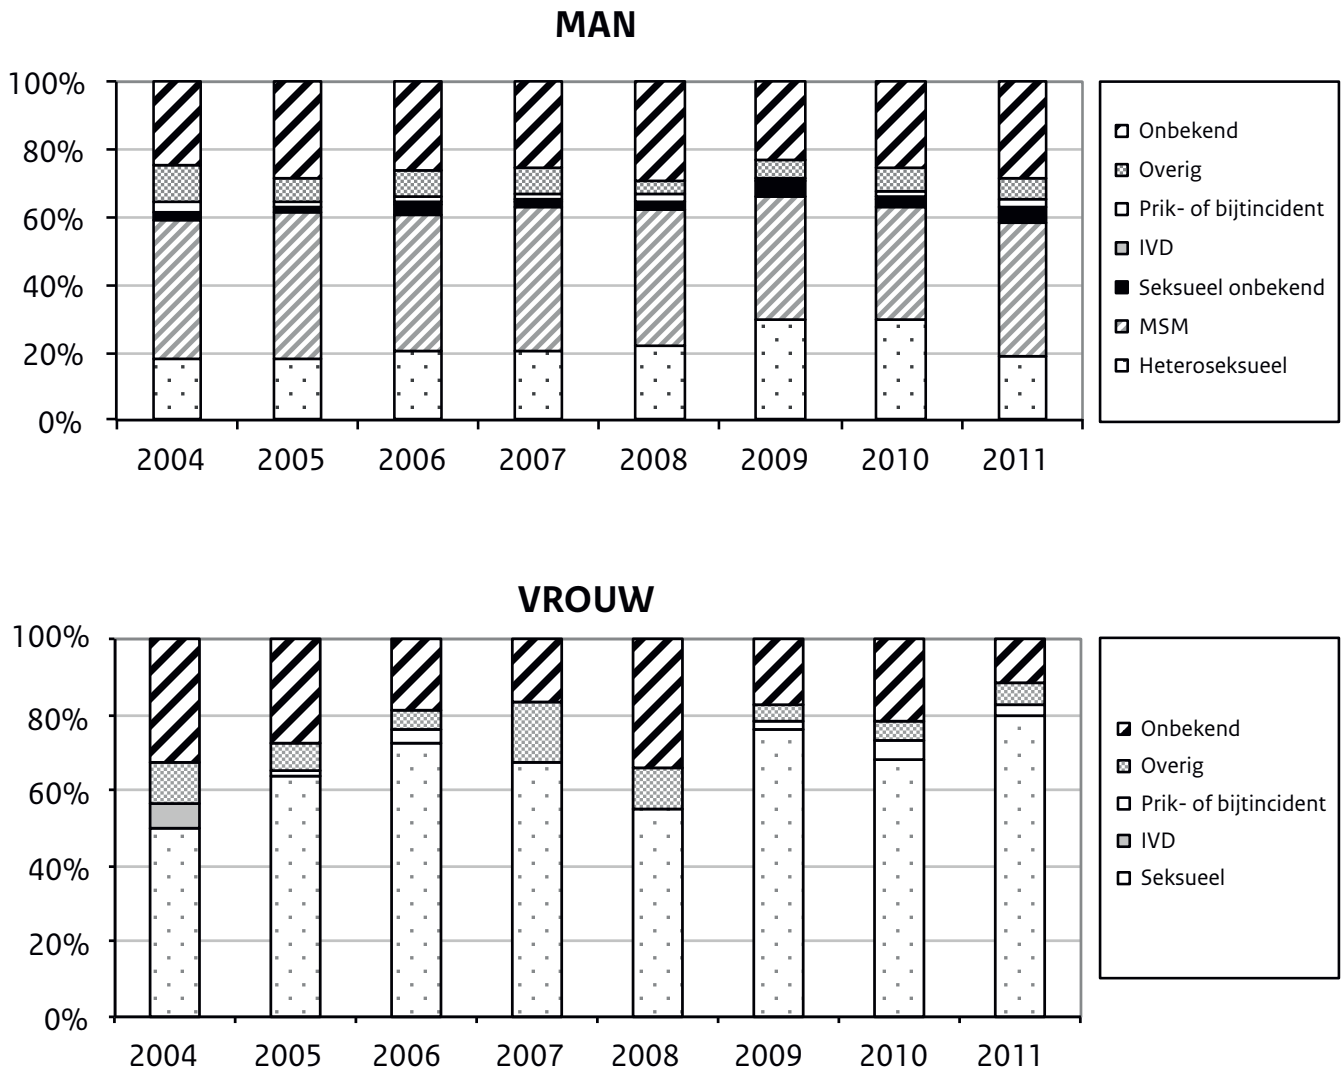 MAN
100%
80%
60%
40%
20%
0%
2004 2005 2006 2007 2008 2009 2010 2011
Onbekend
Overig
Prik- of bijtincident
IVD
Seksueel onbekend
MSM
Heteroseksueel
VROUW
100%
80%
60%
40%
20%
0%
2004 2005 2006 2007 2008 2009 2010 2011
Onbekend
Overig
Prik- of bijtincident
IVD
Seksueel